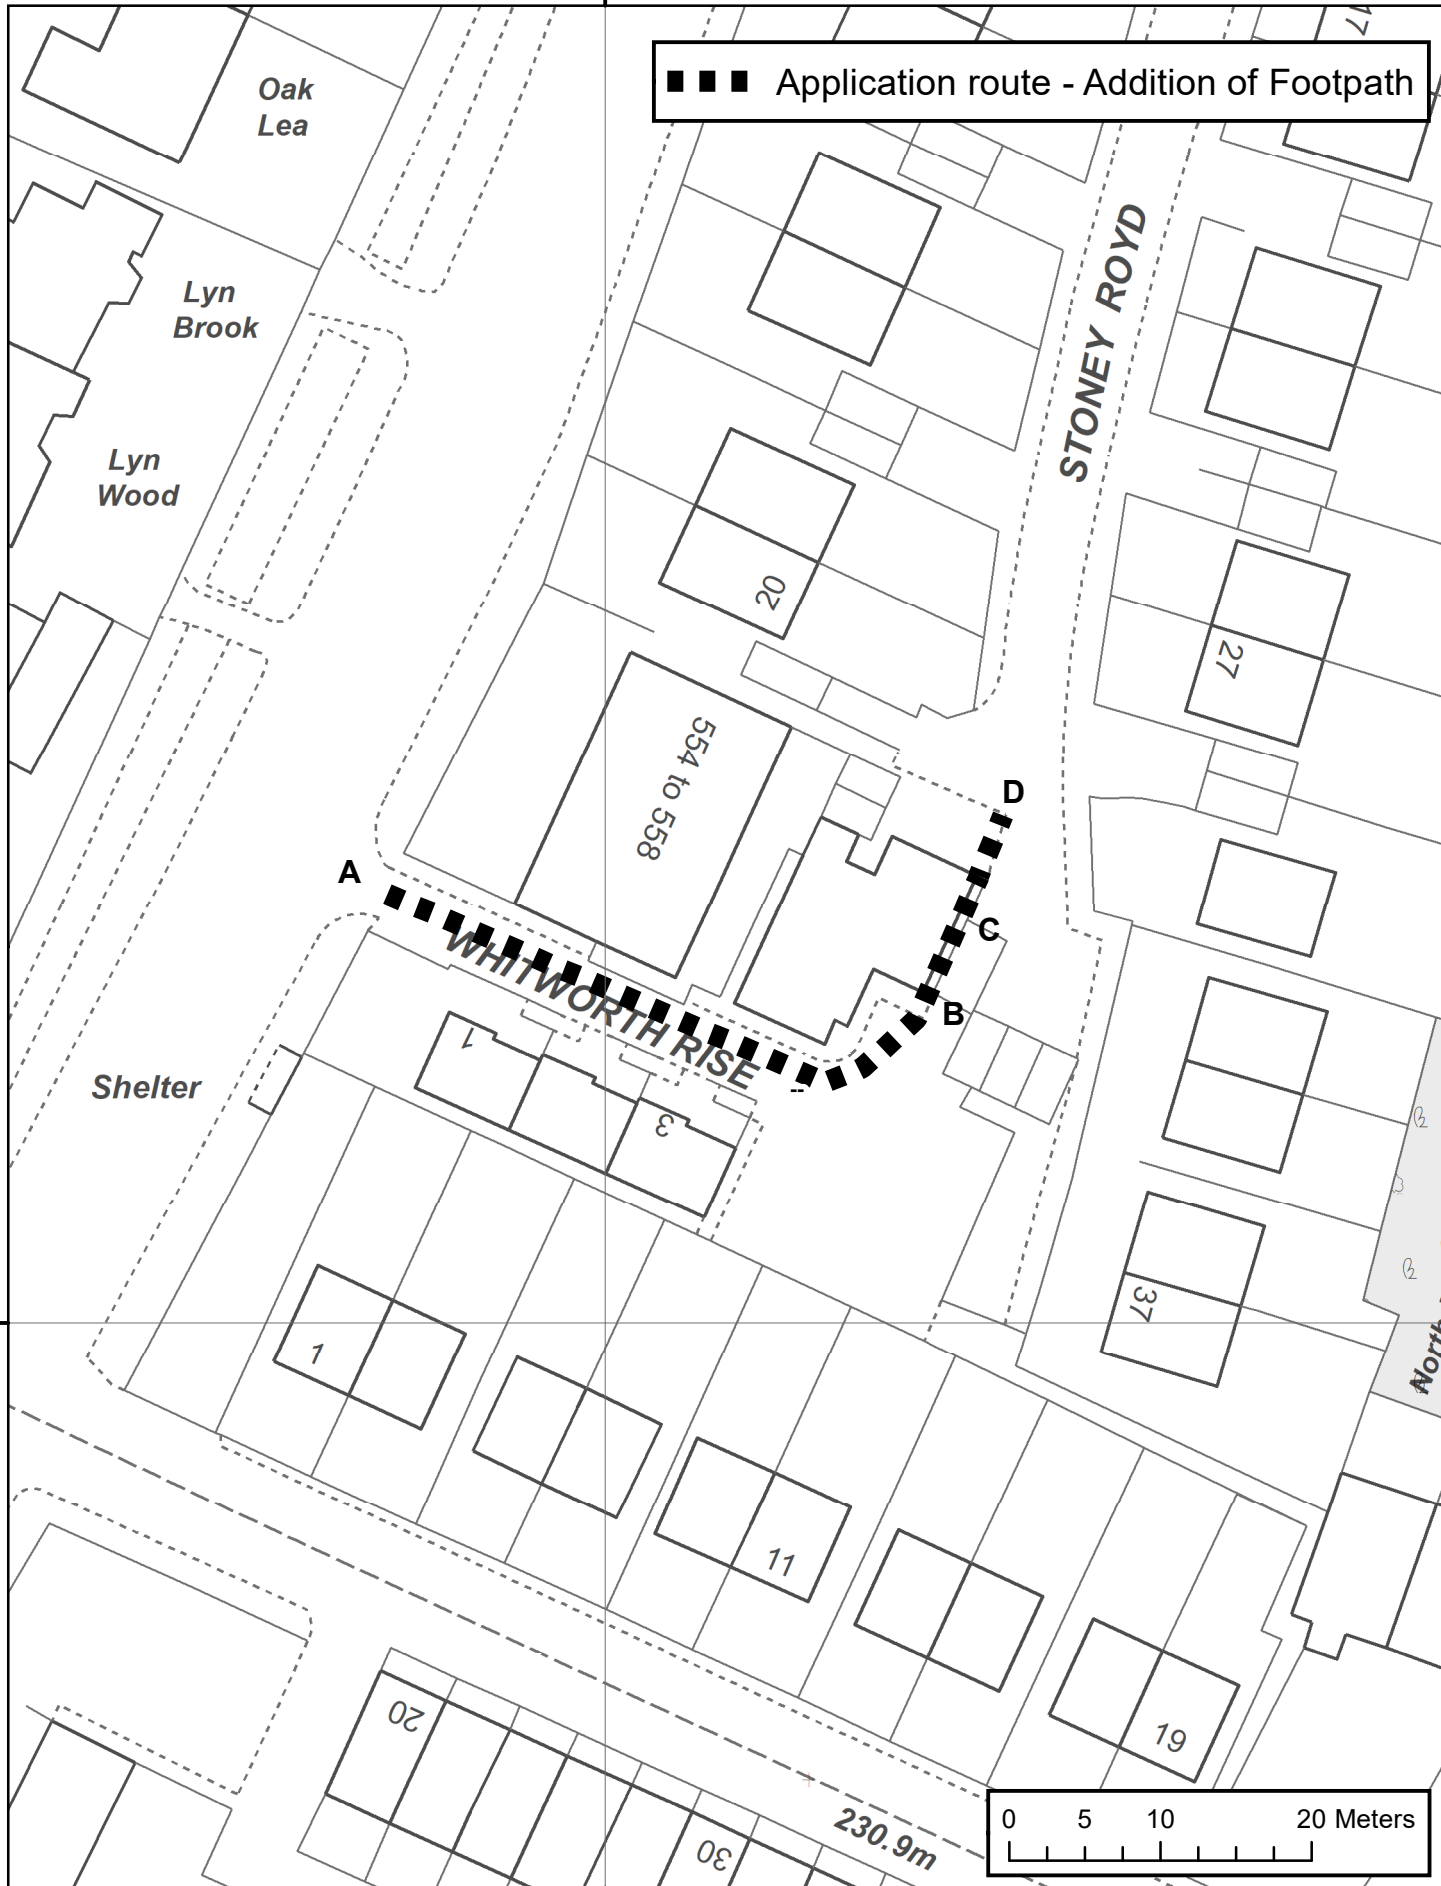 17
Application route - Addition of Footpath
Oak
Lea
STONEY ROYD
Lyn
Brook
Lyn
Wood
20
27
554 to 558
D
A
C
WHITWORTH RISE
B
1
Shelter
3
37
1
11
19
20
30
230.9m
0 5 10 20 Meters